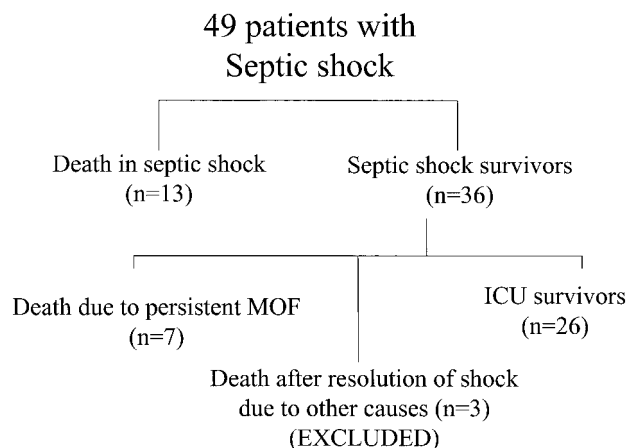 49 patients with
Septic shock
Death in septic shock
(n=13)
Septic shock survivors
(n=36)
Death due to persistent MOF
(n=7)
ICU survivors
(n=26)
Death after resolution of shock
due to other causes (n=3)
(EXCLUDED)